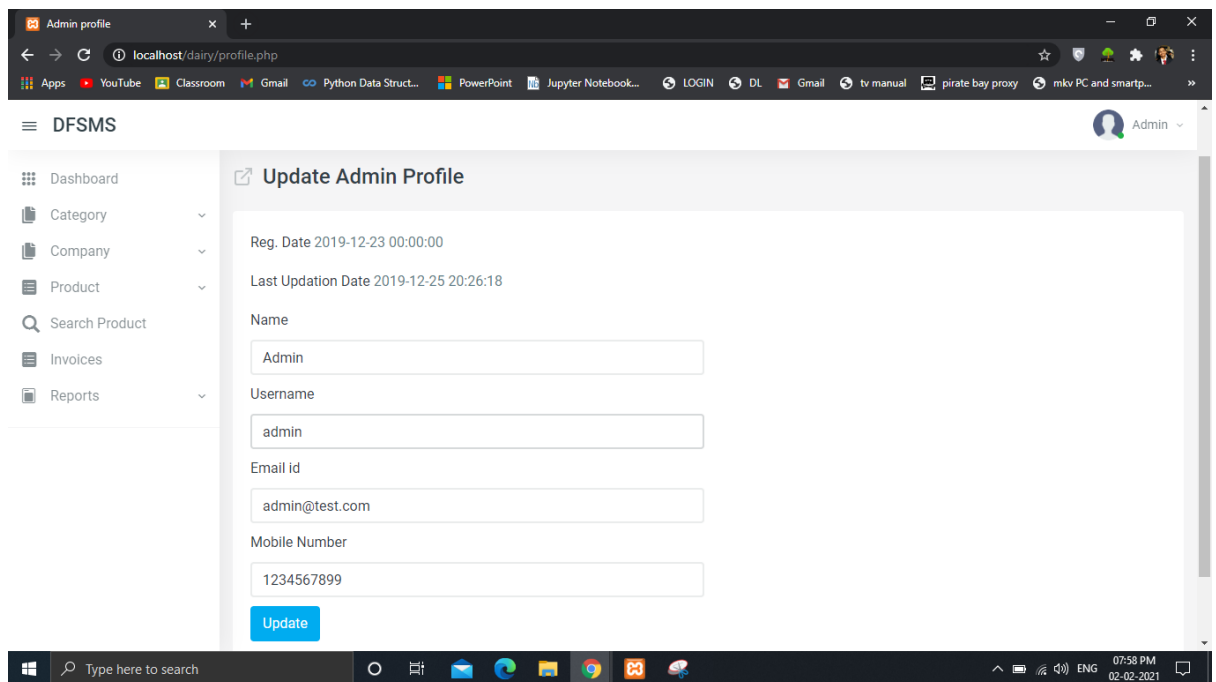 Admin profile
localhost/dairy/profile.php
Apps YouTube Classroom Gmail Python Data Struct... PowerPoint Jupyter Notebook... LOGIN DL Gmail tv manual pirate bay proxy mkv PC and smartp... »
DFSMS
Admin
Dashboard
Category
Company
Product
Search Product
Invoices
Reports
Update Admin Profile
Reg. Date 2019-12-23 00:00:00
Last Updation Date 2019-12-25 20:26:18
Name
Admin
Username
admin
Email id
admin@test.com
Mobile Number
1234567899
Update
Type here to search
ENG
07:58 PM
02-02-2021